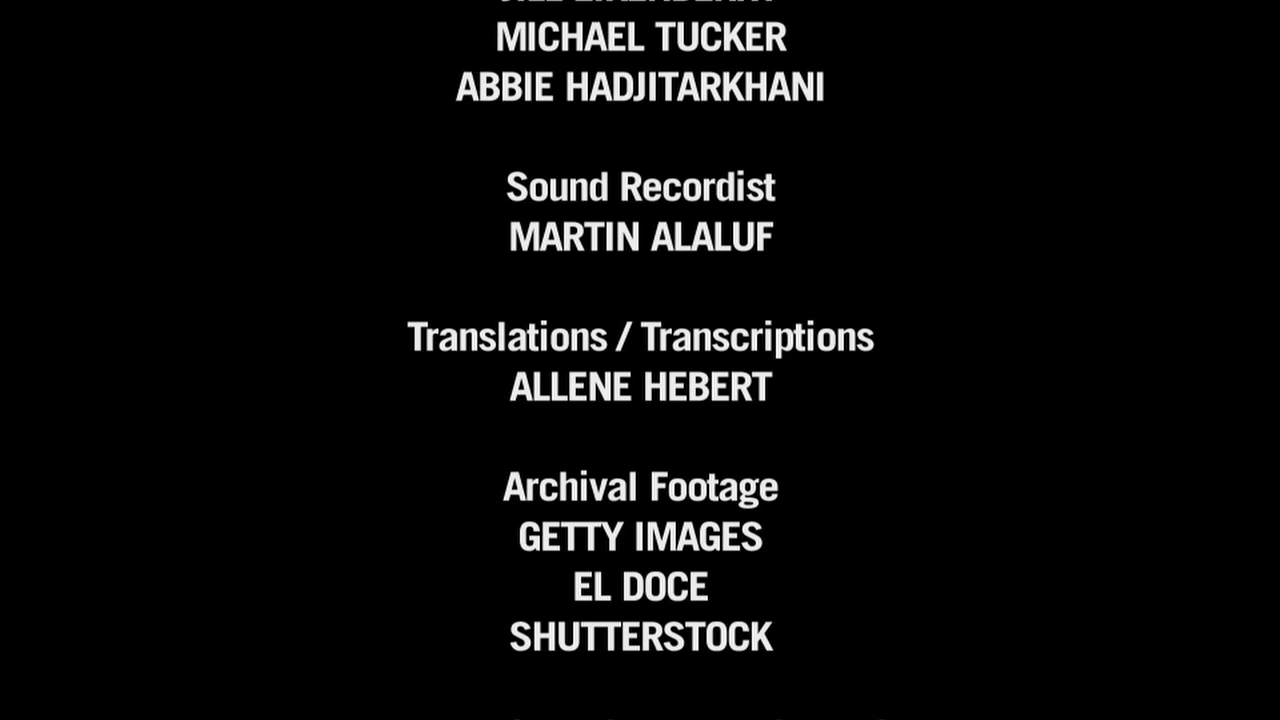 MICHAEL TUCKER
ABBIE HADJITARKHANI
Sound Recordist
MARTIN ALALUF
Translations / Transcriptions
ALLENE HEBERT
Archival Footage
GETTY IMAGES
EL DOCE
SHUTTERSTOCK